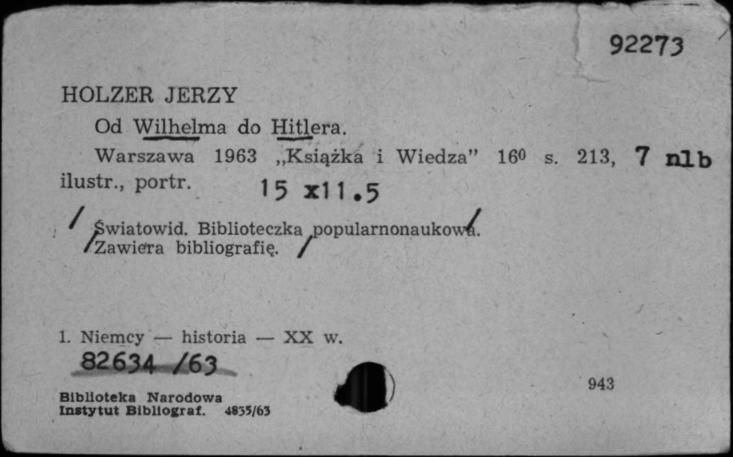 92273
HOLZER JERZY
Od Wilhelma do Hitlera.
Warszawa 1963 „Książka i Wiedza” 16⁰ s. 213, 7 nlb
ilustr., portr. 15 x11.5
/ Światowid. Biblioteczka /popularnonaukowa/.
/Zawiera bibliografię. /
1. Niemcy — historia — XX w.
82634 /63
943
Biblioteka Narodowa
Instytut Bibliograf. 4835/63